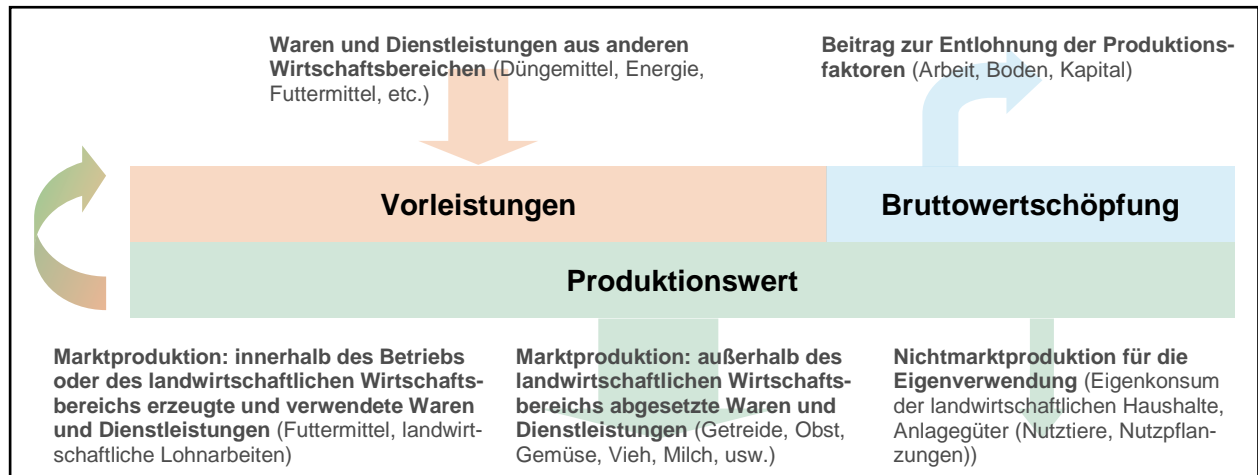 Waren und Dienstleistungen aus anderen
Wirtschaftsbereichen (Düngemittel, Energie,
Futtermittel, etc.)
Beitrag zur Entlohnung der Produktions-
faktoren (Arbeit, Boden, Kapital)
Vorleistungen
Bruttowertschöpfung
Produktionswert
Marktproduktion: innerhalb des Betriebs
oder des landwirtschaftlichen Wirtschafts-
bereichs erzeugte und verwendete Waren
und Dienstleistungen (Futtermittel, landwirt-
schaftliche Lohnarbeiten)
Marktproduktion: außerhalb des
landwirtschaftlichen Wirtschafts-
bereichs abgesetzte Waren und
Dienstleistungen (Getreide, Obst,
Gemüse, Vieh, Milch, usw.)
Nichtmarktproduktion für die
Eigenverwendung (Eigenkonsum
der landwirtschaftlichen Haushalte,
Anlagegüter (Nutztiere, Nutzpflan-
zungen))